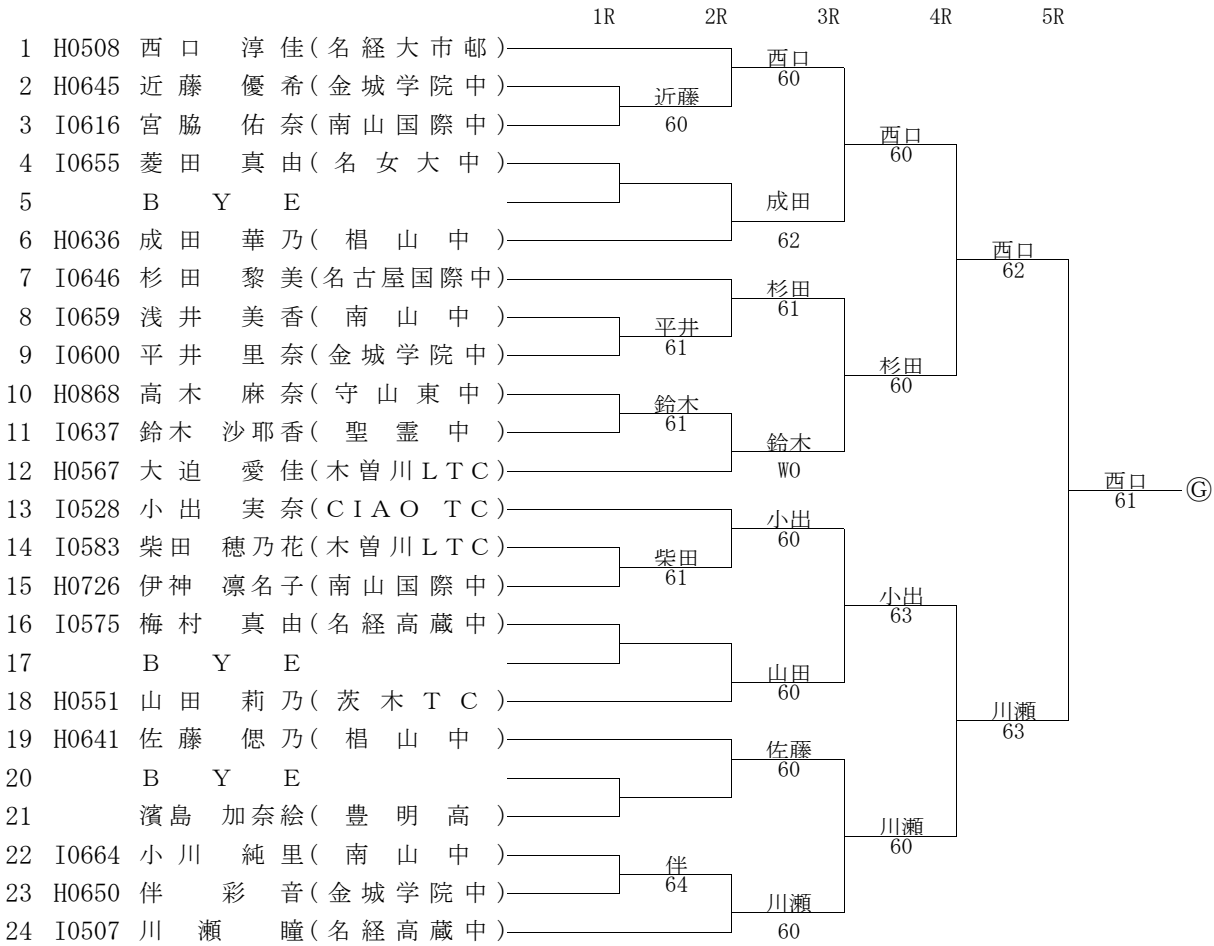 1R 2R 3R 4R 5R
1 H0508 西口 淳佳(名経大市邨)
西口
60
2 H0645 近藤 優希(金城学院中)
近藤
60
3 I0616 宮脇 佑奈(南山国際中)
西口
60
4 I0655 菱田 真由(名女大中)
5 BYE
成田
62
6 H0636 成田 華乃(椙山中)
西口
62
7 I0646 杉田 黎美(名古屋国際中)
杉田
61
8 I0659 浅井 美香(南山中)
平井
61
9 I0600 平井 里奈(金城学院中)
杉田
60
10 H0868 高木 麻奈(守山東中)
鈴木
61
11 I0637 鈴木 沙耶香(聖霊中)
鈴木
WO
12 H0567 大迫 愛佳(木曽川LTC)
西口
61
Ⓖ
13 I0528 小出 実奈(CIAO TC)
小出
60
14 I0583 柴田 穂乃花(木曽川LTC)
柴田
61
15 H0726 伊神 凛名子(南山国際中)
小出
63
16 I0575 梅村 真由(名経高蔵中)
17 BYE
山田
60
18 H0551 山田 莉乃(茨木TC)
川瀬
63
19 H0641 佐藤 偲乃(椙山中)
佐藤
60
20 BYE
21 濱島 加奈絵(豊明高)
川瀬
60
22 I0664 小川 純里(南山中)
伴
64
23 H0650 伴 彩音(金城学院中)
川瀬
60
24 I0507 川瀬 瞳(名経高蔵中)